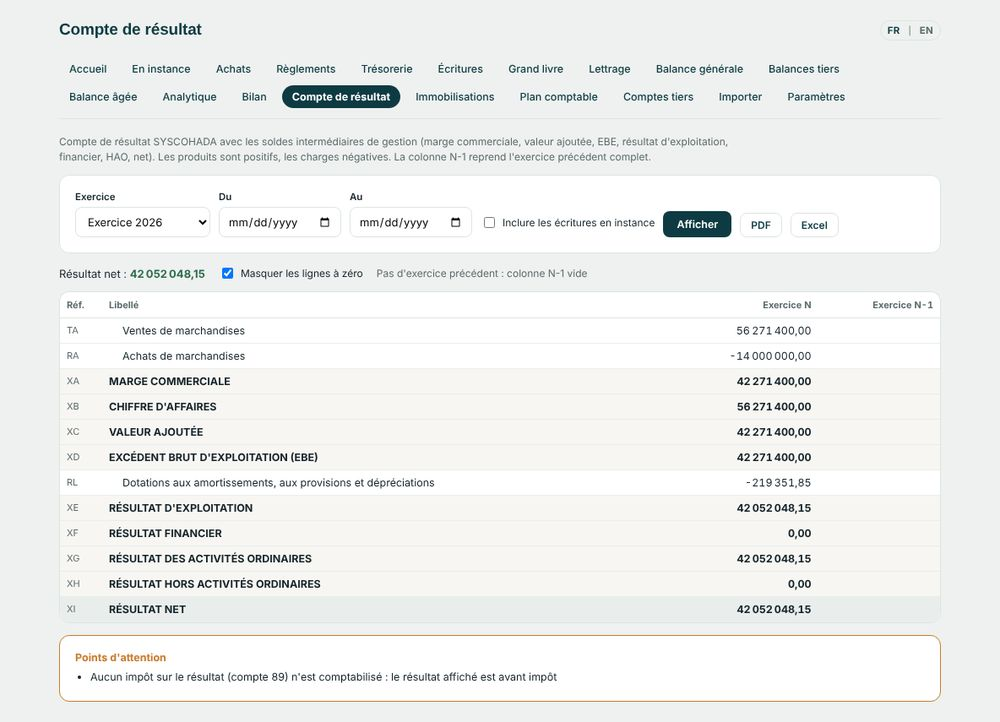 Compte de résultat
FR | EN
Accueil En instance Achats Règlements Trésorerie Écritures Grand livre Lettrage Balance générale Balances tiers
Balance âgée Analytique Bilan Compte de résultat Immobilisations Plan comptable Comptes tiers Importer Paramètres
Compte de résultat SYSCOHADA avec les soldes intermédiaires de gestion (marge commerciale, valeur ajoutée, EBE, résultat d'exploitation,
financier, HAO, net). Les produits sont positifs, les charges négatives. La colonne N-1 reprend l'exercice précédent complet.
Exercice Du Au
Exercice 2026 mm/dd/yyyy mm/dd/yyyy Inclure les écritures en instance Afficher PDF Excel
Résultat net : 42 052 048,15 Masquer les lignes à zéro Pas d'exercice précédent : colonne N-1 vide
Réf. Libellé Exercice N Exercice N-1
TA Ventes de marchandises 56 271 400,00
RA Achats de marchandises -14 000 000,00
XA MARGE COMMERCIALE 42 271 400,00
XB CHIFFRE D'AFFAIRES 56 271 400,00
XC VALEUR AJOUTÉE 42 271 400,00
XD EXCÉDENT BRUT D'EXPLOITATION (EBE) 42 271 400,00
RL Dotations aux amortissements, aux provisions et dépréciations -219 351,85
XE RÉSULTAT D'EXPLOITATION 42 052 048,15
XF RÉSULTAT FINANCIER 0,00
XG RÉSULTAT DES ACTIVITÉS ORDINAIRES 42 052 048,15
XH RÉSULTAT HORS ACTIVITÉS ORDINAIRES 0,00
XI RÉSULTAT NET 42 052 048,15
Points d'attention
• Aucun impôt sur le résultat (compte 89) n'est comptabilisé : le résultat affiché est avant impôt